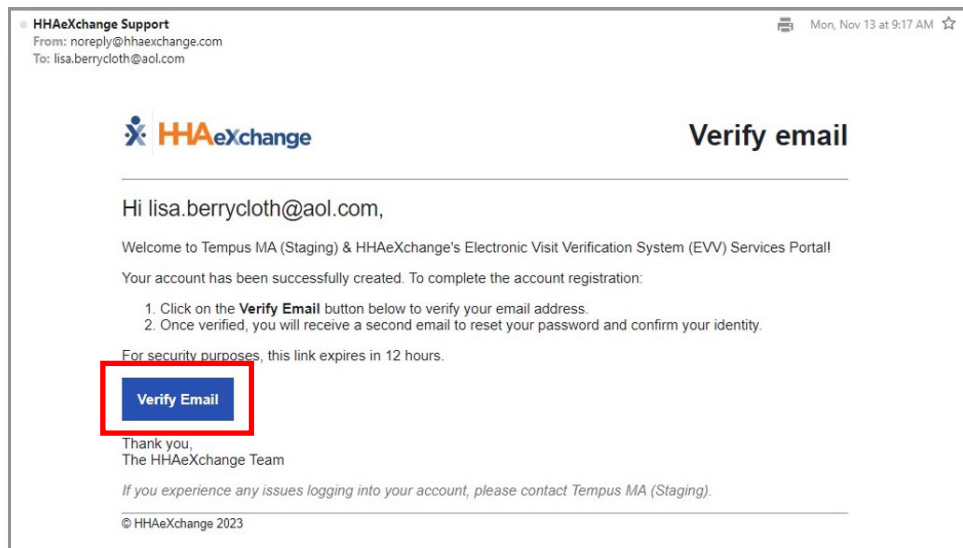 HHAeXchange Support
Mon, Nov 13 at 9:17 AM
From: noreply@hhaexchange.com
To: lisa.berrycloth@aol.com
HHAeXchange
Verify email
Hi lisa.berrycloth@aol.com,
Welcome to Tempus MA (Staging) & HHAeXchange's Electronic Visit Verification System (EVV) Services Portal!
Your account has been successfully created. To complete the account registration:
1. Click on the Verify Email button below to verify your email address.
2. Once verified, you will receive a second email to reset your password and confirm your identity.
For security purposes, this link expires in 12 hours.
Verify Email
Thank you,
The HHAeXchange Team
If you experience any issues logging into your account, please contact Tempus MA (Staging).
© HHAeXchange 2023